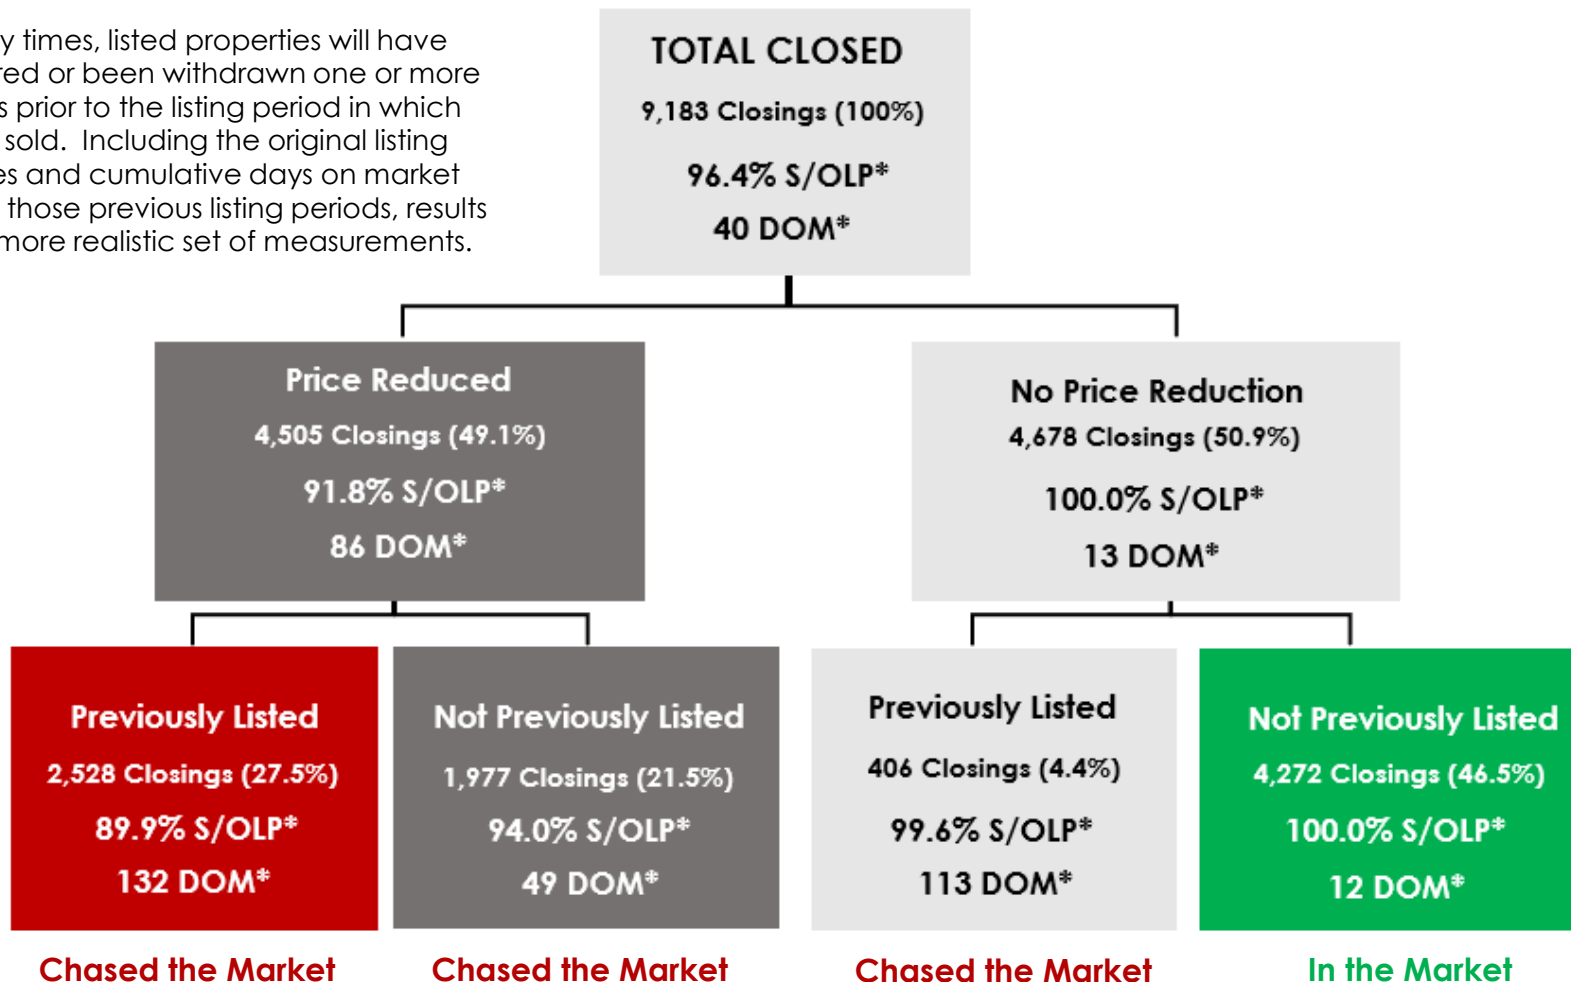 y times, listed properties will have
red or been withdrawn one or more
s prior to the listing period in which
sold.  Including the original listing
es and cumulative days on market
those previous listing periods, results
more realistic set of measurements.
TOTAL CLOSED
9,183 Closings (100%)
96.4% S/OLP*
40 DOM*
Price Reduced
4,505 Closings (49.1%)
91.8% S/OLP*
86 DOM*
No Price Reduction
4,678 Closings (50.9%)
100.0% S/OLP*
13 DOM*
Previously Listed
2,528 Closings (27.5%)
89.9% S/OLP*
132 DOM*
Chased the Market
Not Previously Listed
1,977 Closings (21.5%)
94.0% S/OLP*
49 DOM*
Chased the Market
Previously Listed
406 Closings (4.4%)
99.6% S/OLP*
113 DOM*
Chased the Market
Not Previously Listed
4,272 Closings (46.5%)
100.0% S/OLP*
12 DOM*
In the Market